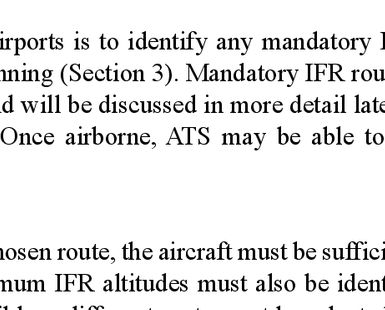 irports is to identify any mandatory
nning (Section 3). Mandatory IFR rou
d will be discussed in more detail late
Once airborne, ATS may be able to
hosen route, the aircraft must be suffici
mum IFR altitudes must also be ident